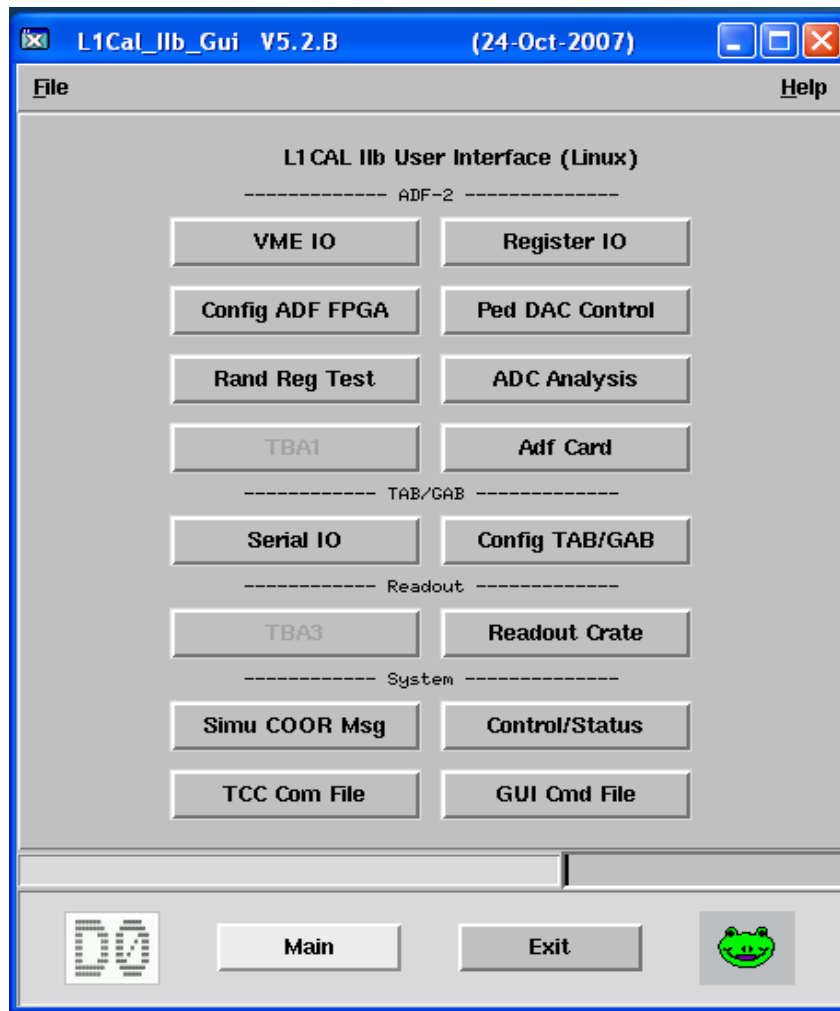 L1Cal_IIb_Gui V5.2.B (24-Oct-2007)
File Help
L1CAL IIb User Interface (Linux)
------------- ADF-2 --------------
VME IO Register IO
Config ADF FPGA Ped DAC Control
Rand Reg Test ADC Analysis
TBA1 Adf Card
------------ TAB/GAB -------------
Serial IO Config TAB/GAB
------------ Readout -------------
TBA3 Readout Crate
------------ System --------------
Simu COOR Msg Control/Status
TCC Com File GUI Cmd File
D0 Main Exit